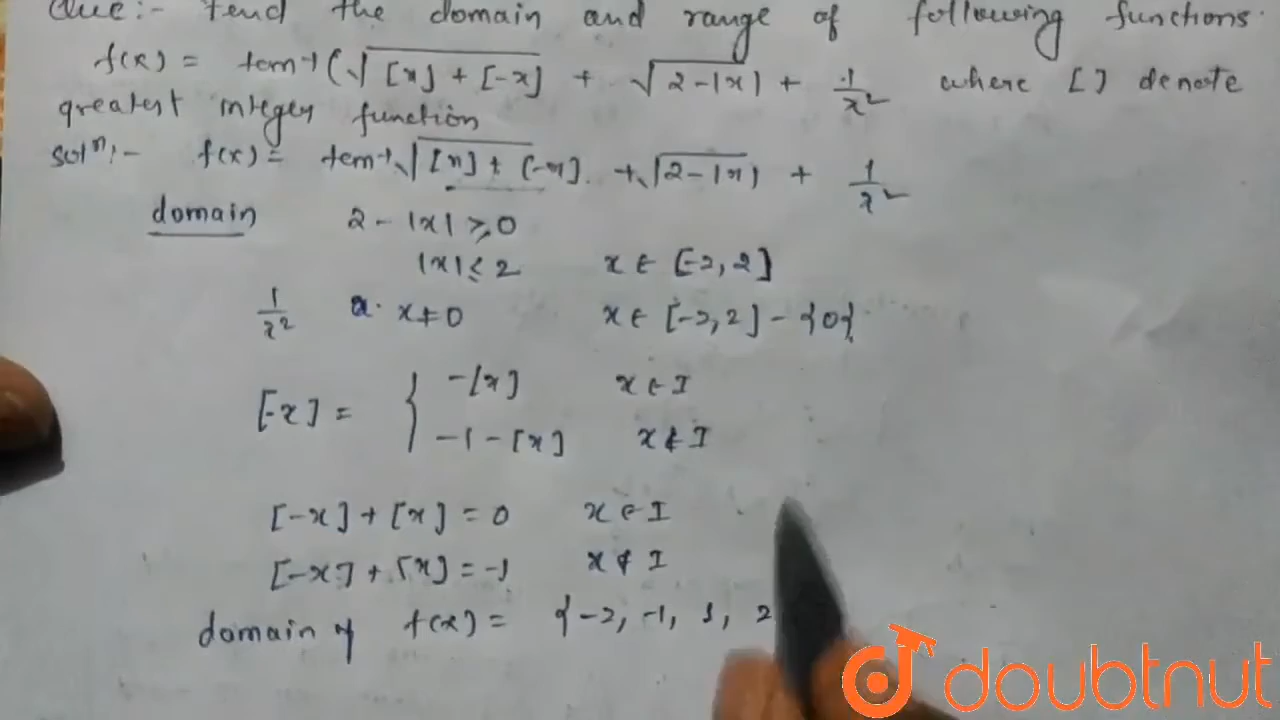 Que:- find the domain and range of following functions.
f(x) = tan⁻¹(√[x] + [-x] + √2-|x|) + 1/x² where [] denote
greatest integer function
solⁿ:- f(x) = tan⁻¹√[x] + [-x] + √2-|x|) + 1/x²
domain 2-|x| ≥ 0
|x| ≤ 2 x ∈ [-2, 2]
1/x² x ≠ 0 x ∈ [-2, 2] - {0}
[-x] = { -[x] x ∈ I
-1-[x] x ∉ I
[-x] + [x] = 0 x ∈ I
[-x] + [x] = -1 x ∉ I
domain of f(x) = {-2, -1, 1, 2
doubtnut